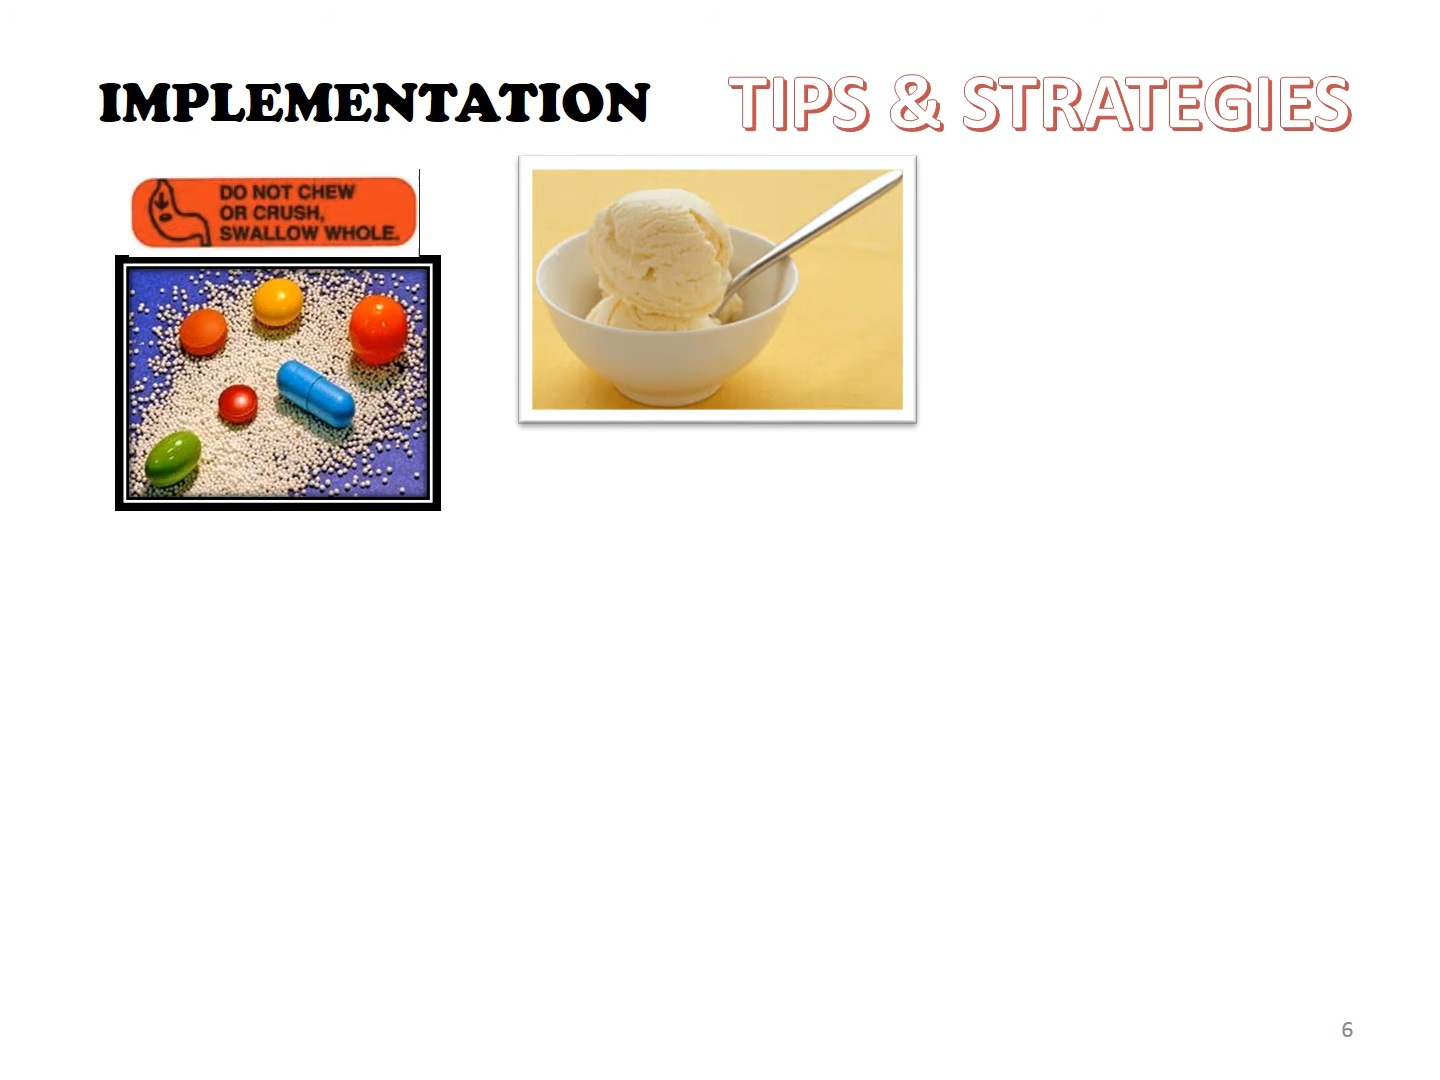 IMPLEMENTATION TIPS & STRATEGIES
DO NOT CHEW
OR CRUSH,
SWALLOW WHOLE.
6